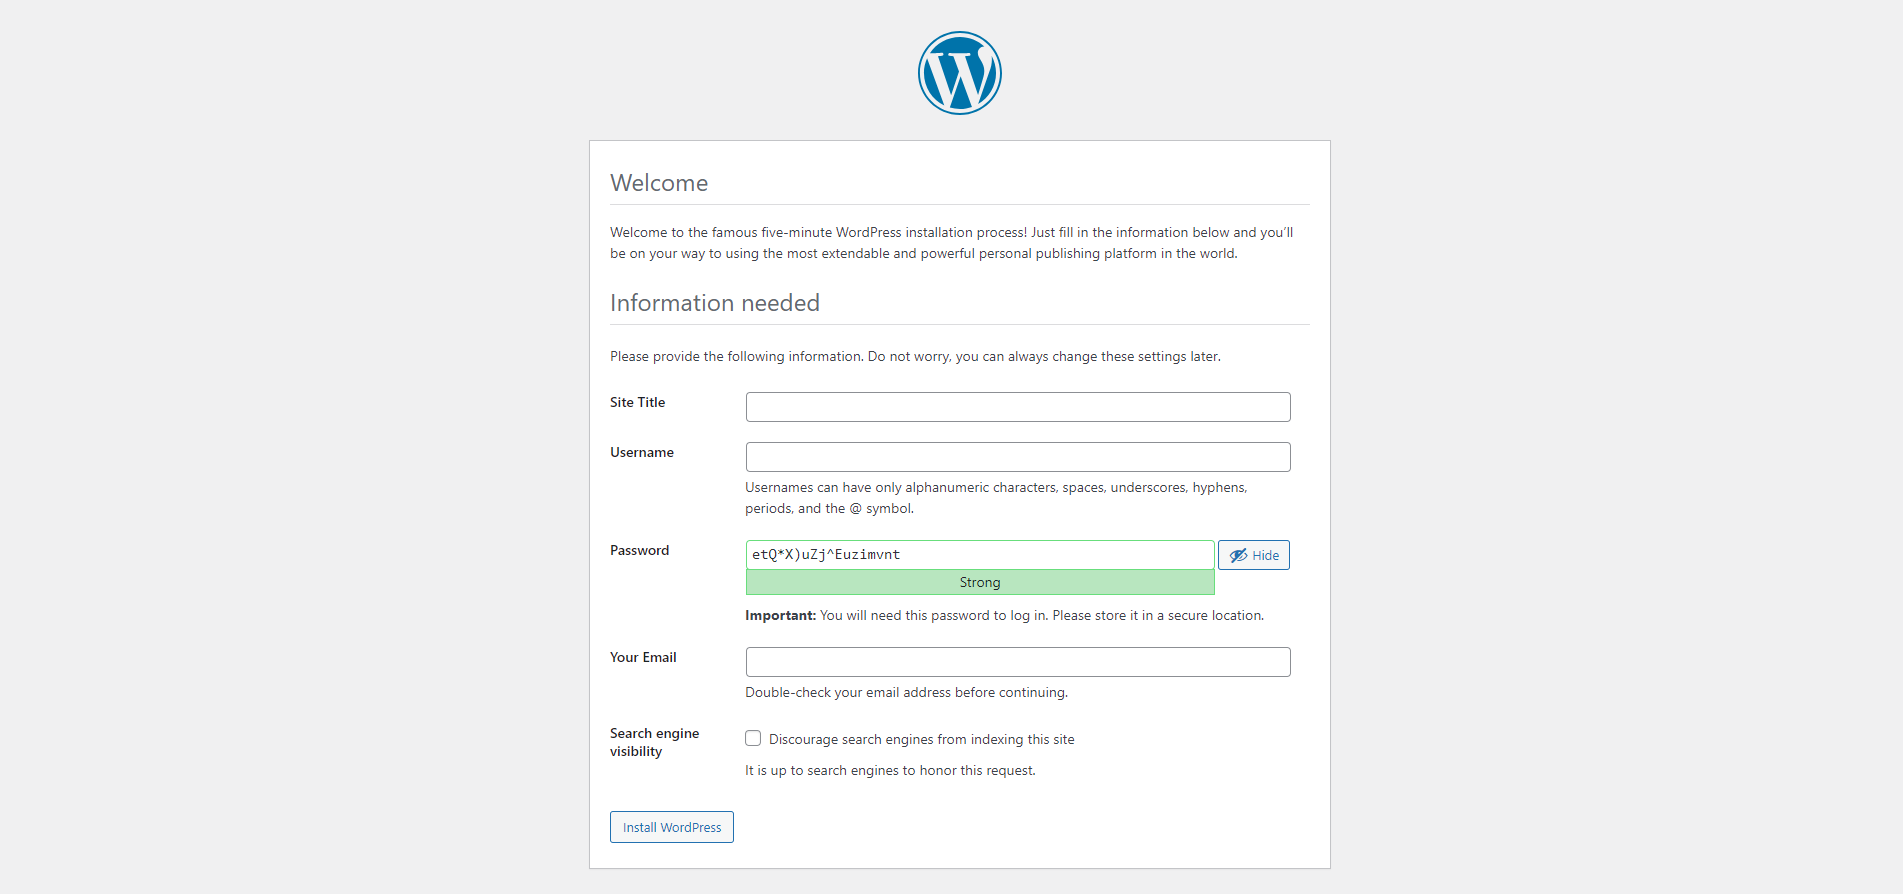 Welcome
Welcome to the famous five-minute WordPress installation process! Just fill in the information below and you’ll
be on your way to using the most extendable and powerful personal publishing platform in the world.
Information needed
Please provide the following information. Do not worry, you can always change these settings later.
Site Title
Username
Usernames can have only alphanumeric characters, spaces, underscores, hyphens,
periods, and the @ symbol.
Password
etQ*X)uZj^Euzimvnt
Hide
Strong
Important: You will need this password to log in. Please store it in a secure location.
Your Email
Double-check your email address before continuing.
Search engine
visibility
Discourage search engines from indexing this site
It is up to search engines to honor this request.
Install WordPress